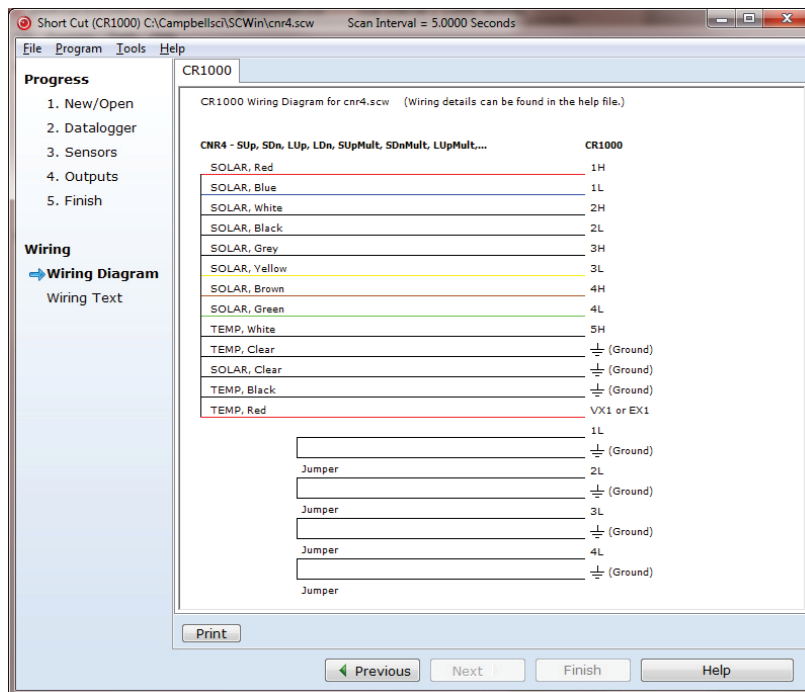 Short Cut (CR1000) C:\Campbellsci\SCWin\cnr4.scw Scan Interval = 5.0000 Seconds
File Program Tools Help
Progress
1. New/Open
2. Datalogger
3. Sensors
4. Outputs
5. Finish
Wiring
Wiring Diagram
Wiring Text
CR1000
CR1000 Wiring Diagram for cnr4.scw (Wiring details can be found in the help file.)
CNR4 - SUp, SDn, LUp, LDn, SUpMult, SDnMult, LUpMult,... CR1000
SOLAR, Red 1H
SOLAR, Blue 1L
SOLAR, White 2H
SOLAR, Black 2L
SOLAR, Grey 3H
SOLAR, Yellow 3L
SOLAR, Brown 4H
SOLAR, Green 4L
TEMP, White 5H
TEMP, Clear (Ground)
SOLAR, Clear (Ground)
TEMP, Black (Ground)
TEMP, Red VX1 or EX1
1L
(Ground)
Jumper 2L
(Ground)
Jumper 3L
(Ground)
Jumper 4L
(Ground)
Jumper
Print
Previous Next Finish Help